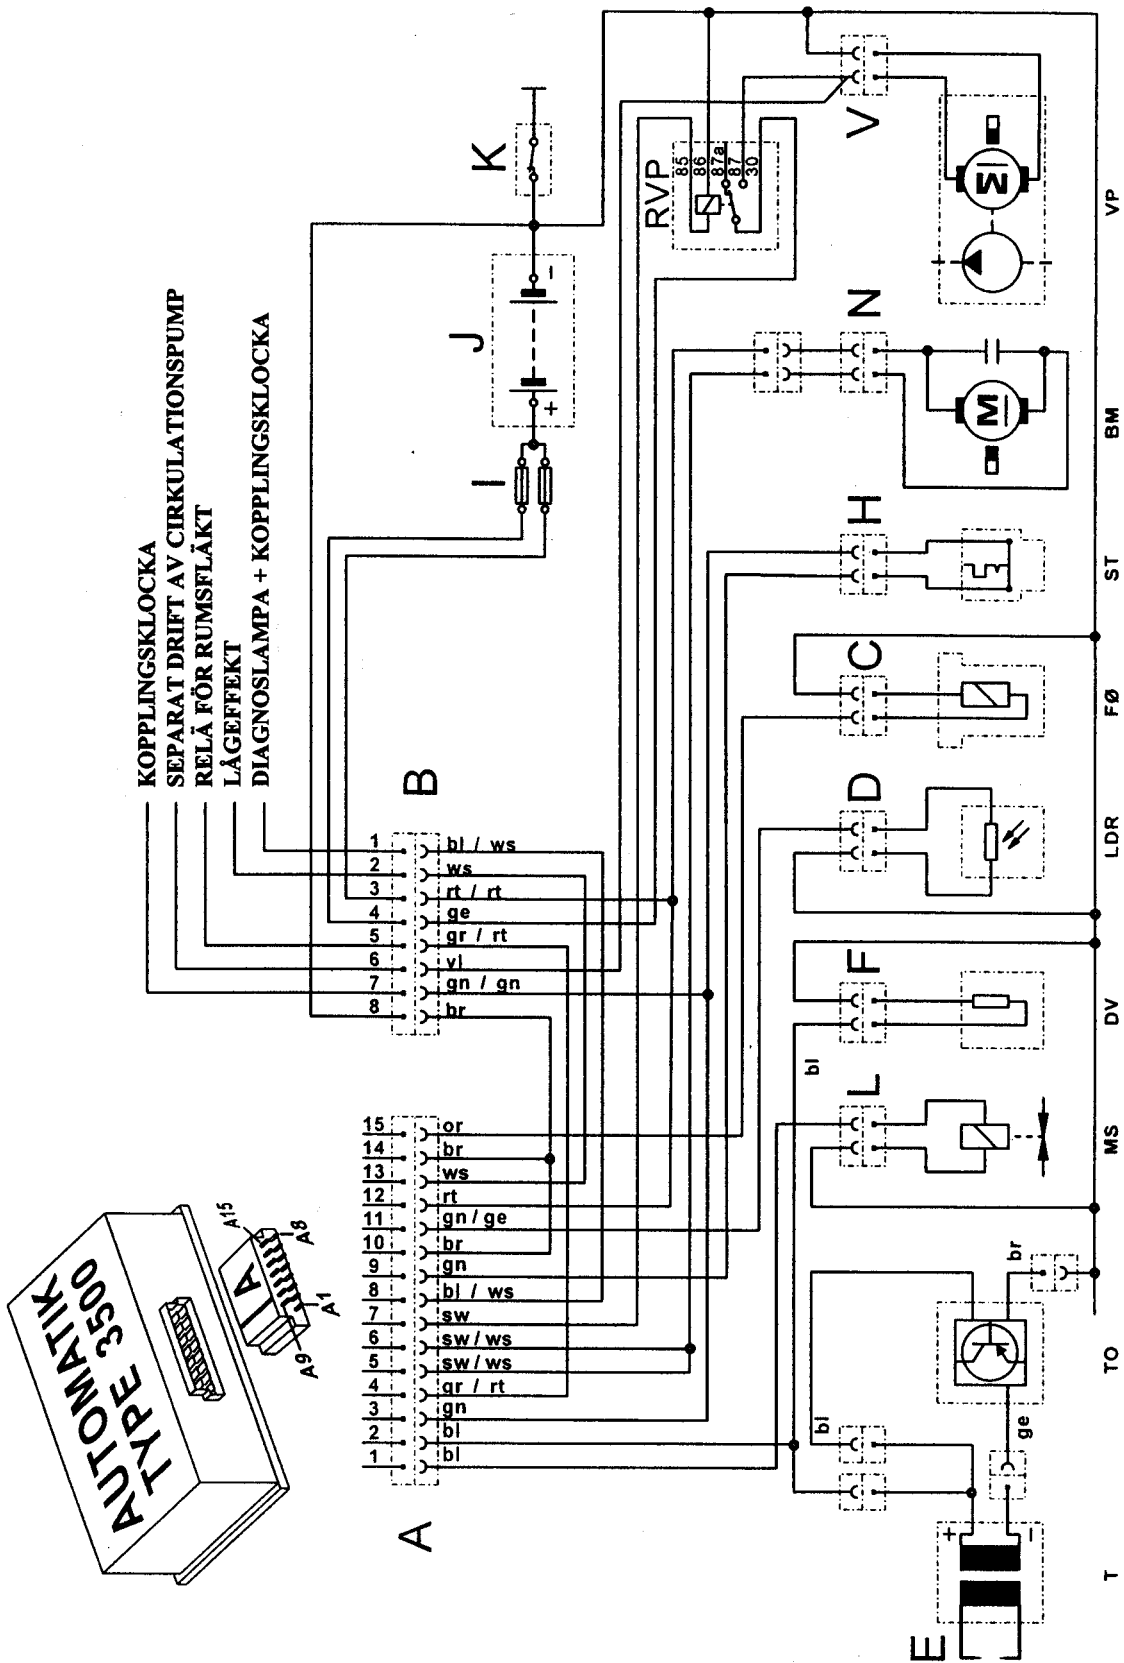 AUTOMATIK
TYPE 3500
A
A15
A8
A1
A9
KOPPLINGSKLOCKA
SEPARAT DRIFT AV CIRKULATIONSPUMP
RELÄ FÖR RUMSFLÄKT
LÅGEFFEKT
DIAGNOSLAMPA + KOPPLINGSKLOCKA
A
1 bl
2 bl
3 gn
4 gr / rt
5 sw / ws
6 sw / ws
7 sw
8 bl / ws
9 gn
10 br
11 gn / ge
12 rt
13 ws
14 br
15 or
B
8 br
7 gn / gn
6 vl
5 gr / rt
4 ge
3 rt / rt
2 ws
1 bl / ws
I
J
+
-
K
RVP
85
86
87a
87
30
E
L
F
D
C
H
N
V
bl
bl
br
ge
+
-
M
M
T
TO
MS
DV
LDR
FØ
ST
BM
VP